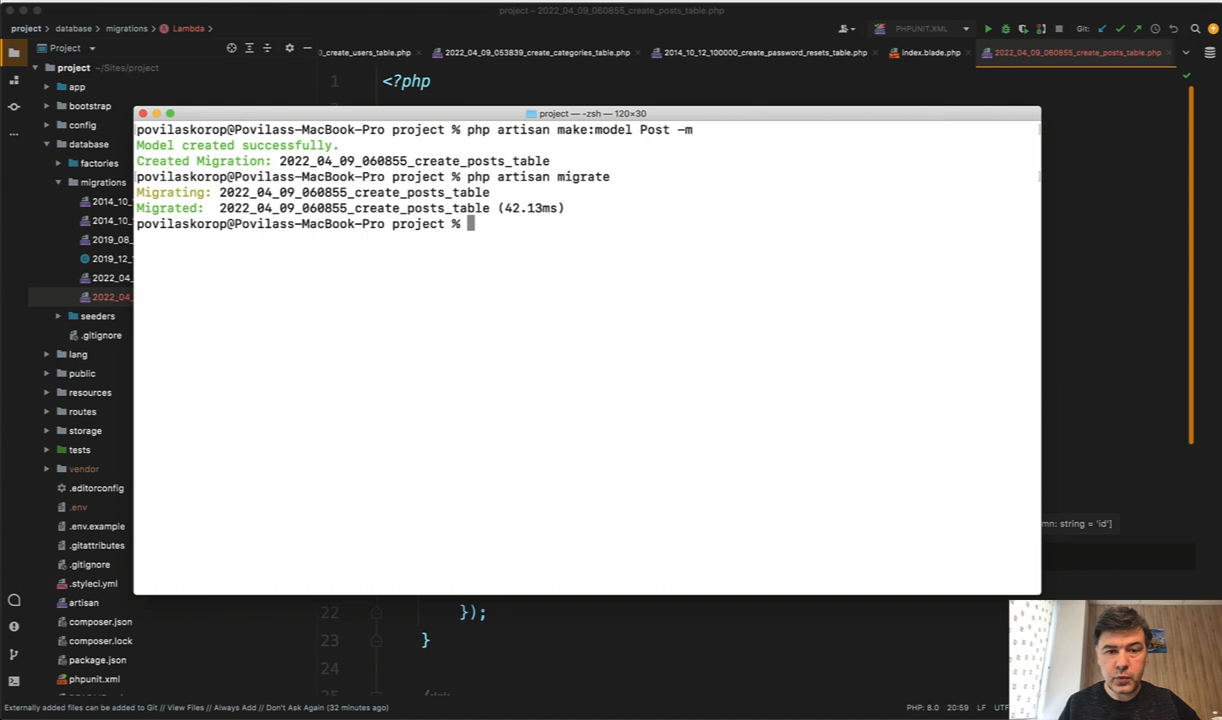 project – 2022_04_09_060855_create_posts_table.php
project › database › migrations › Lambda ›
PHPUNIT.XML
Git:
Project
_create_users_table.php
2022_04_09_053839_create_categories_table.php
2014_10_12_100000_create_password_resets_table.php
index.blade.php
2022_04_09_060855_create_posts_table.php
project ~/Sites/project
app
bootstrap
config
database
factories
migrations
2014_10_
2014_10_
2019_08_
2019_12_
2022_04_
2022_04_
seeders
.gitignore
lang
public
resources
routes
storage
tests
vendor
.editorconfig
.env
.env.example
.gitattributes
.gitignore
.styleci.yml
artisan
composer.json
composer.lock
package.json
phpunit.xml
1 <?php
project — -zsh — 120×30
povilaskorop@Povilass-MacBook-Pro project % php artisan make:model Post -m
Model created successfully.
Created Migration: 2022_04_09_060855_create_posts_table
povilaskorop@Povilass-MacBook-Pro project % php artisan migrate
Migrating: 2022_04_09_060855_create_posts_table
Migrated: 2022_04_09_060855_create_posts_table (42.13ms)
povilaskorop@Povilass-MacBook-Pro project %
mn: string = 'id']
22 });
23 }
24
Externally added files can be added to Git // View Files // Always Add // Don't Ask Again (32 minutes ago)
PHP: 8.0 20:59 LF UTF